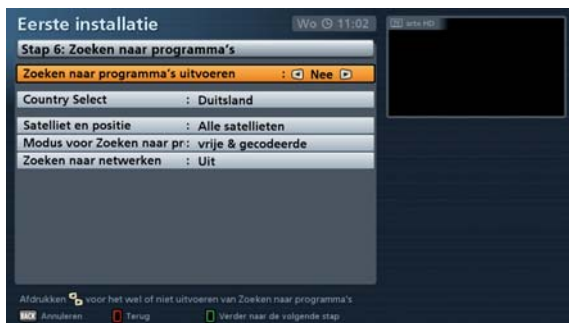 Eerste installatie
Wo 11:02
arte HD
Stap 6: Zoeken naar programma's
Zoeken naar programma's uitvoeren : Nee
Country Select : Duitsland
Satelliet en positie : Alle satellieten
Modus voor Zoeken naar pr: vrije & gecodeerde
Zoeken naar netwerken : Uit
Afdrukken voor het wel of niet uitvoeren van Zoeken naar programma's
BACK Annuleren Terug Verder naar de volgende stap